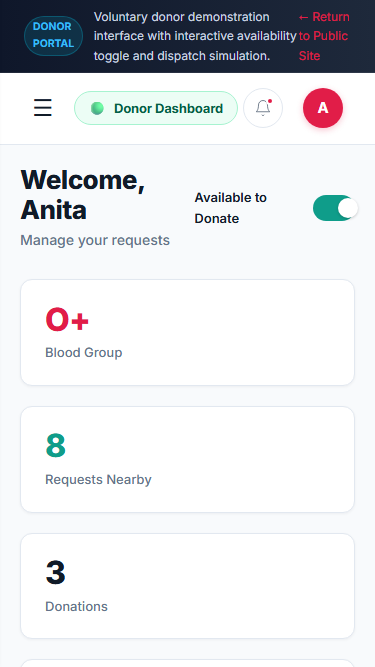 DONOR
PORTAL
Voluntary donor demonstration
interface with interactive availability
toggle and dispatch simulation.
← Return
to Public
Site
☰
Donor Dashboard
A
Welcome,
Anita
Manage your requests
Available to
Donate
O+
Blood Group
8
Requests Nearby
3
Donations